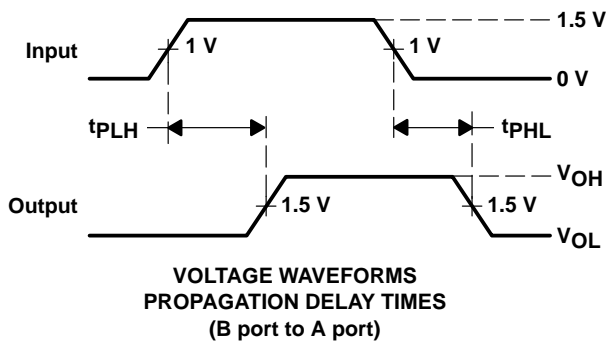 1.5 V
Input
1 V
1 V
0 V
tPLH
tPHL
VOH
Output
1.5 V
1.5 V
VOL
VOLTAGE WAVEFORMS
PROPAGATION DELAY TIMES
(B port to A port)